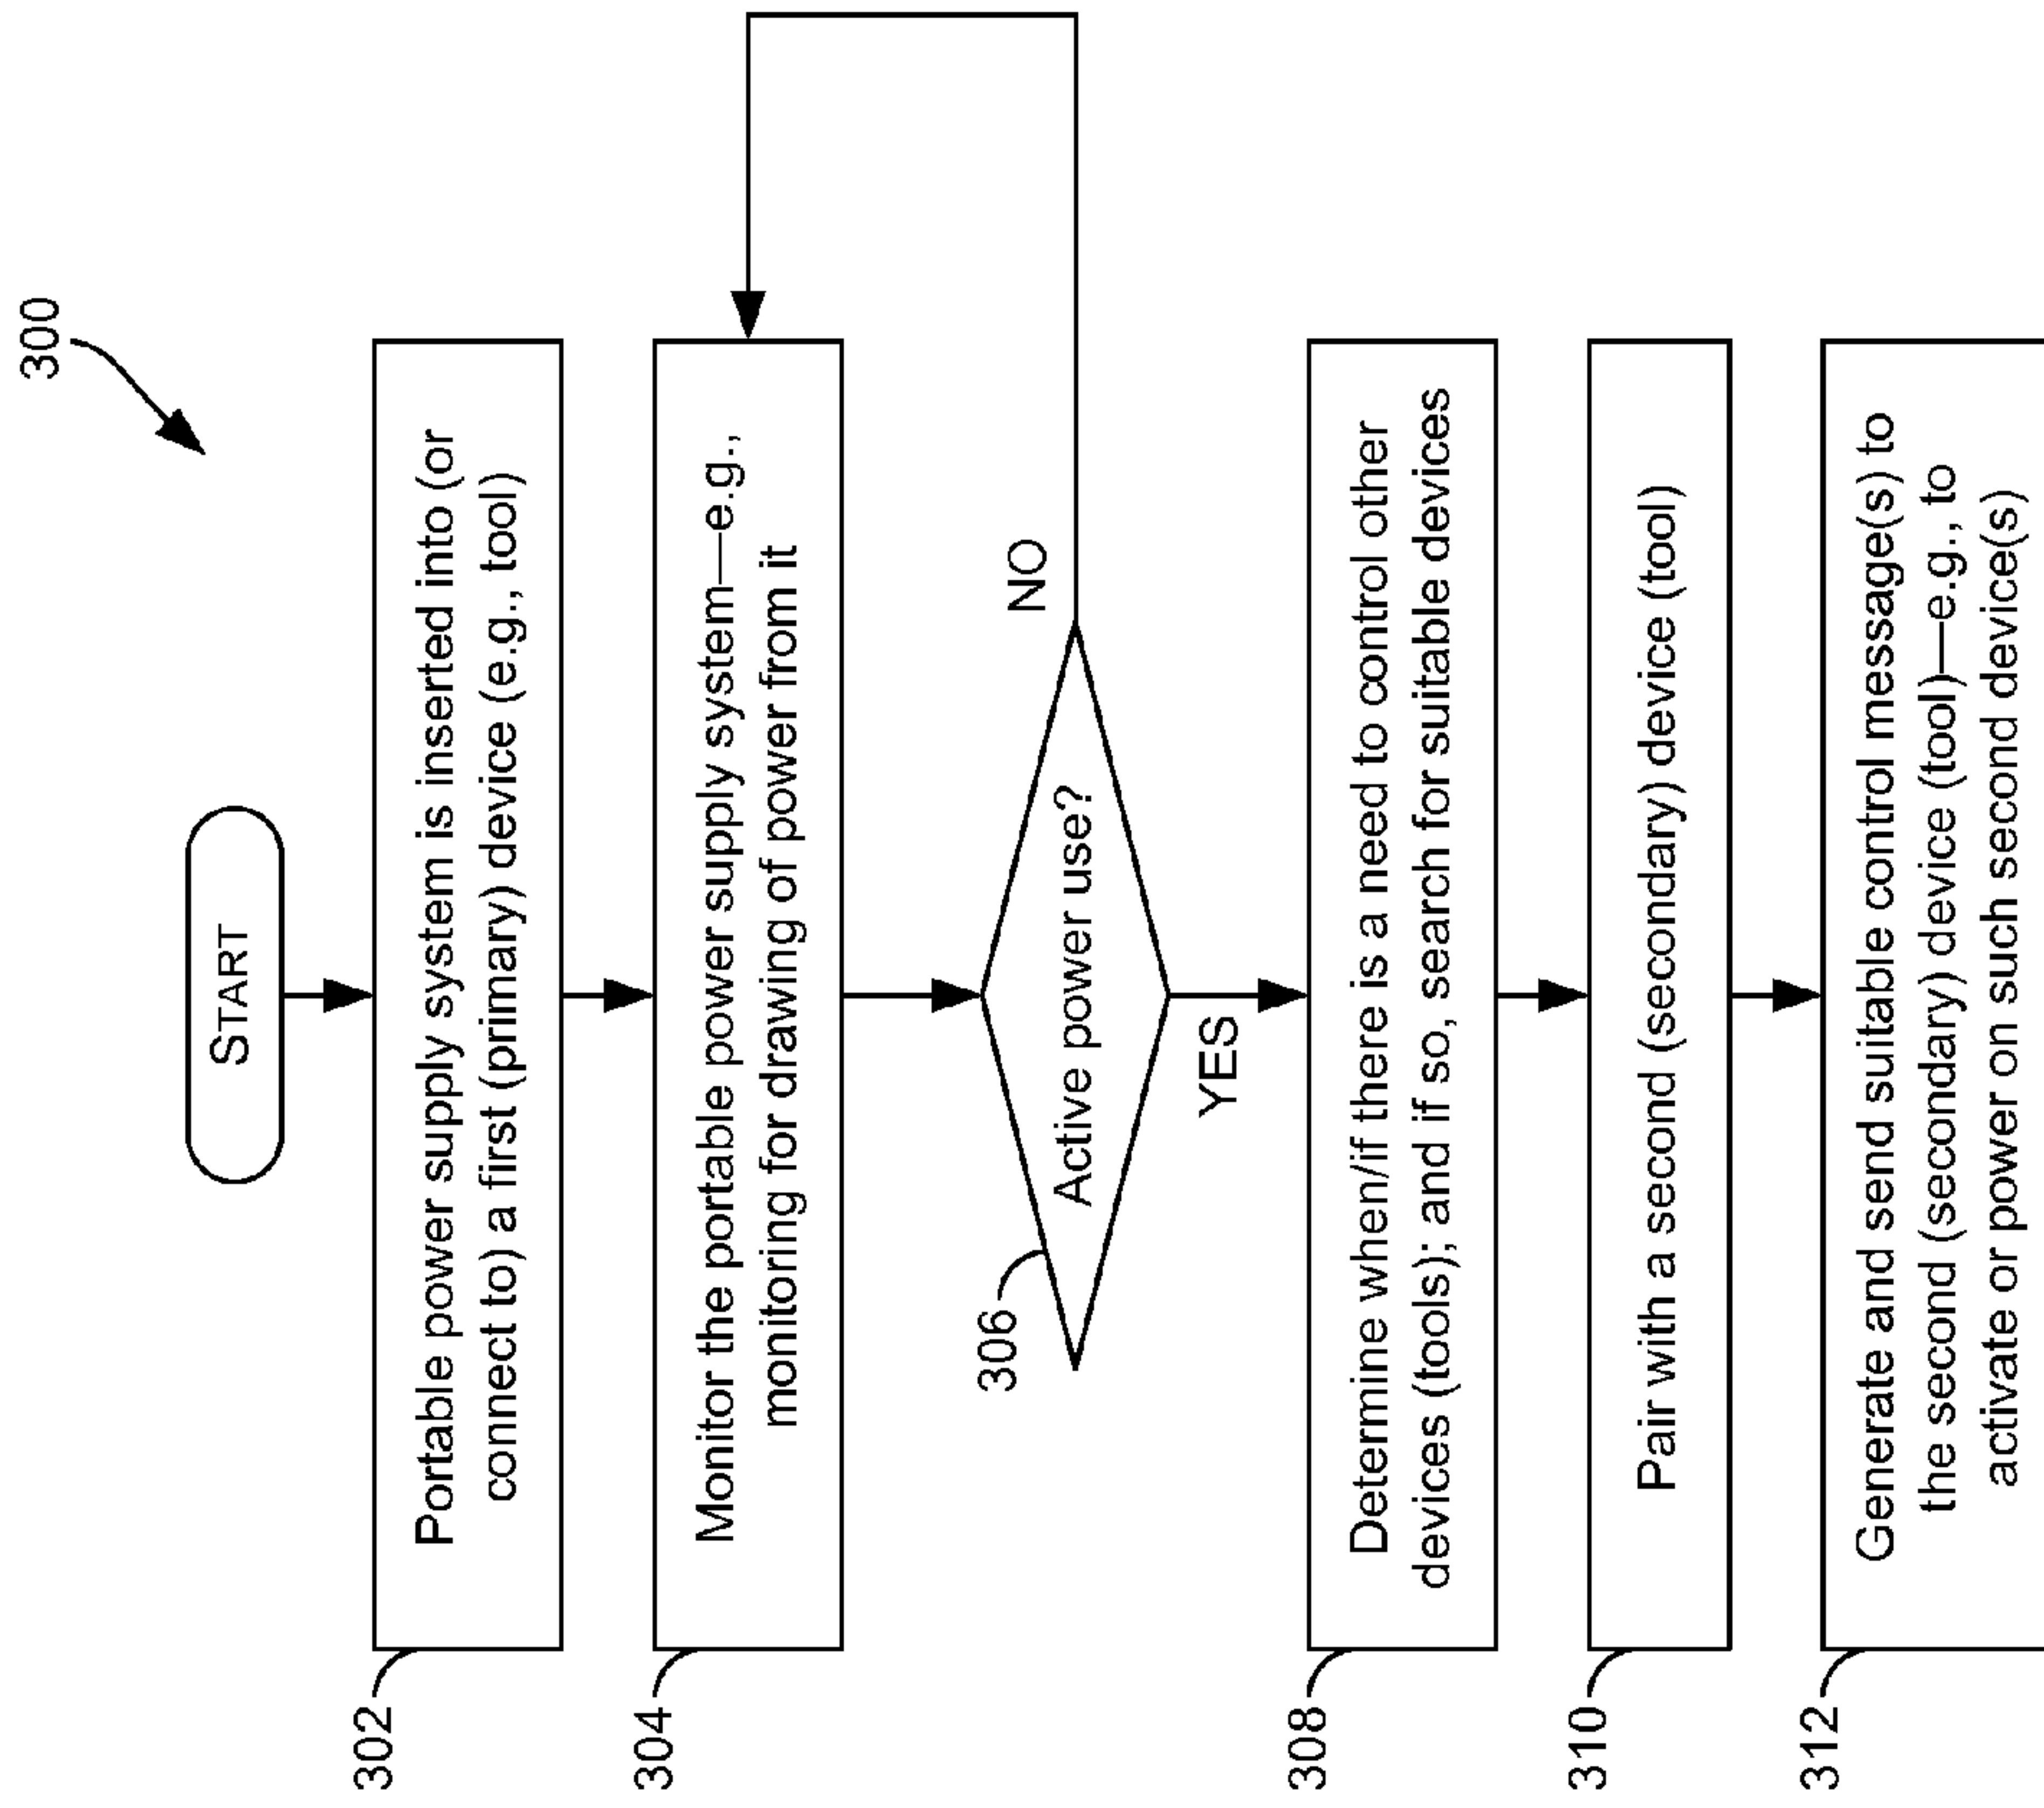 300
START
302
Portable power supply system is inserted into (or
connect to) a first (primary) device (e.g., tool)
304
Monitor the portable power supply system—e.g.,
monitoring for drawing of power from it
306
Active power use?
NO
YES
308
Determine when/if there is a need to control other
devices (tools); and if so, search for suitable devices
310
Pair with a second (secondary) device (tool)
312
Generate and send suitable control message(s) to
the second (secondary) device (tool)—e.g., to
activate or power on such second device(s)